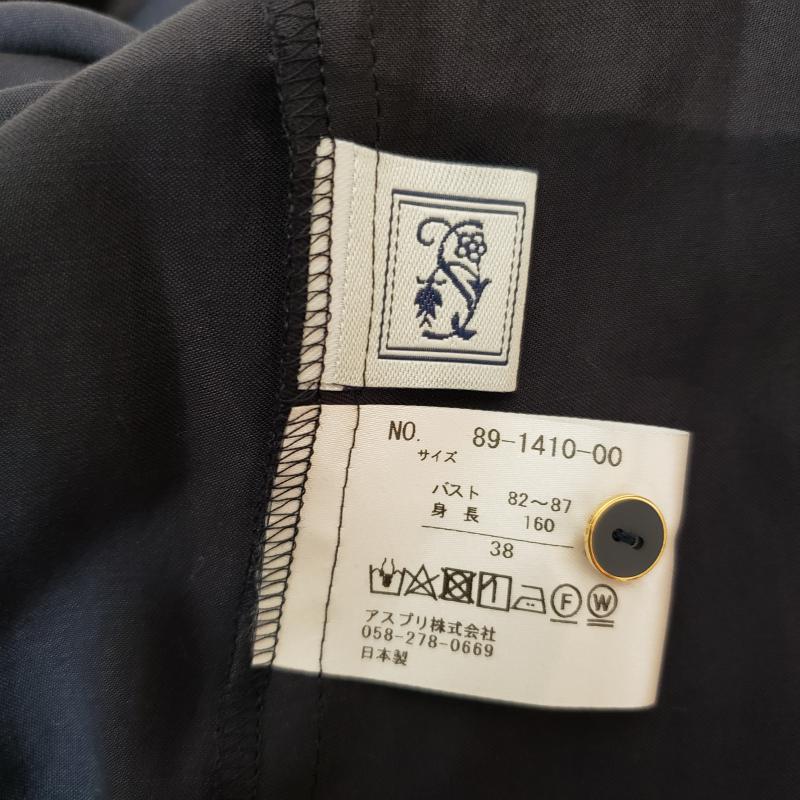 NO. 89-1410-00
サイズ
バスト 82～87
身長 160
38
F W
アスプリ株式会社
058-278-0669
日本製